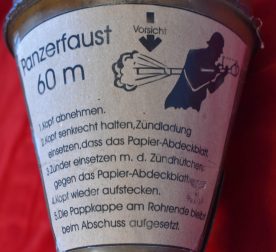 Vorsicht
Panzerfaust
60 m
1.Kopf abnehmen.
2.Kopf senkrecht halten, Zündladung
einsetzen,dass das Papier-Abdeckblatt
3.Zünder einsetzen m. d. Zündhütchen
gegen das Papier-Abdeckblatt
4.Kopf wieder aufstecken.
5.Die Pappkappe am Rohrende bleibt
beim Abschuss aufgesetzt.